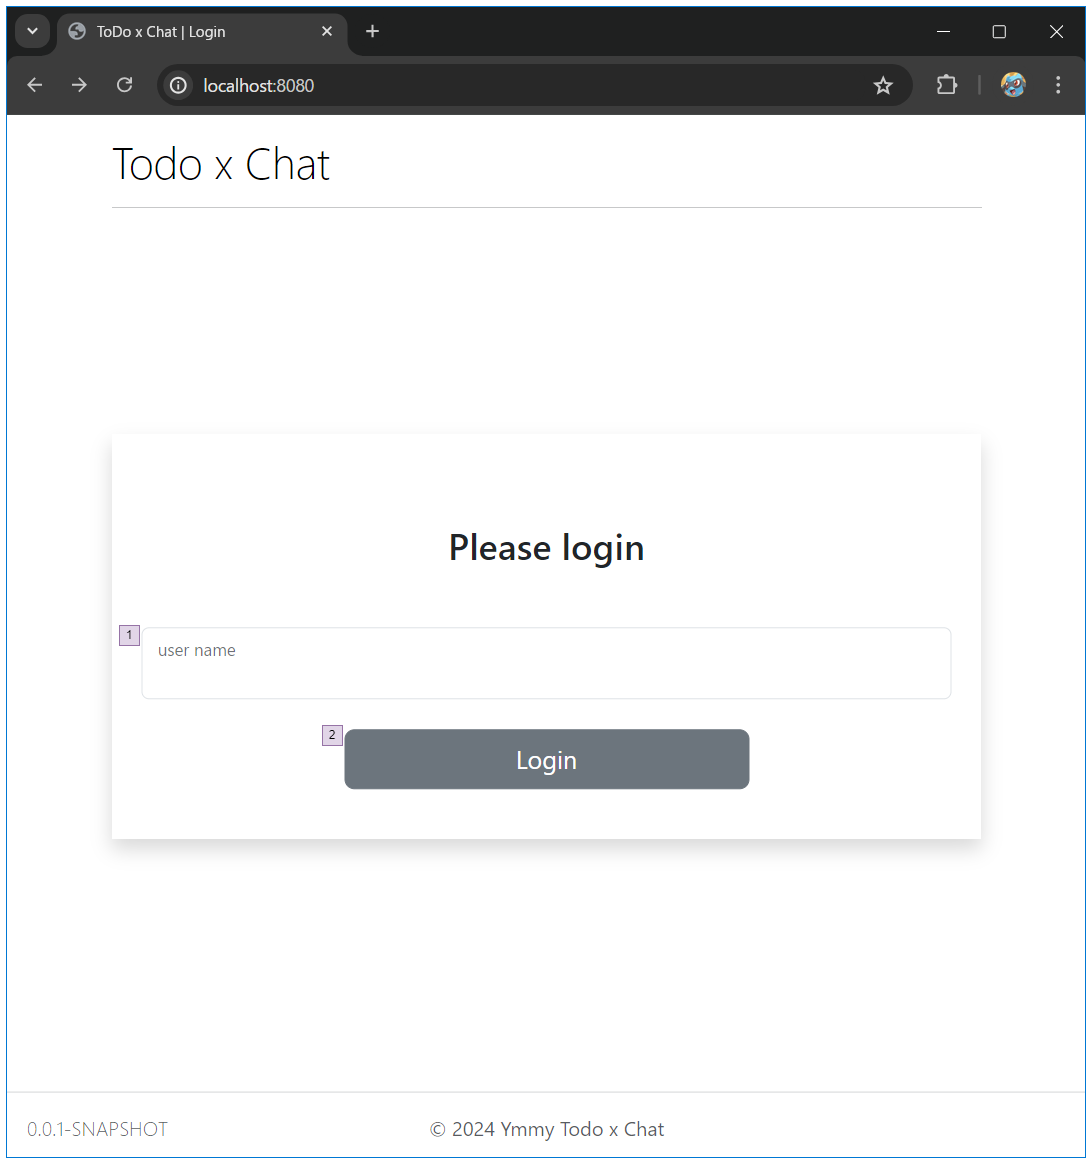 ToDo x Chat | Login
localhost:8080
Todo x Chat
Please login
1
user name
2
Login
0.0.1-SNAPSHOT
© 2024 Ymmy Todo x Chat